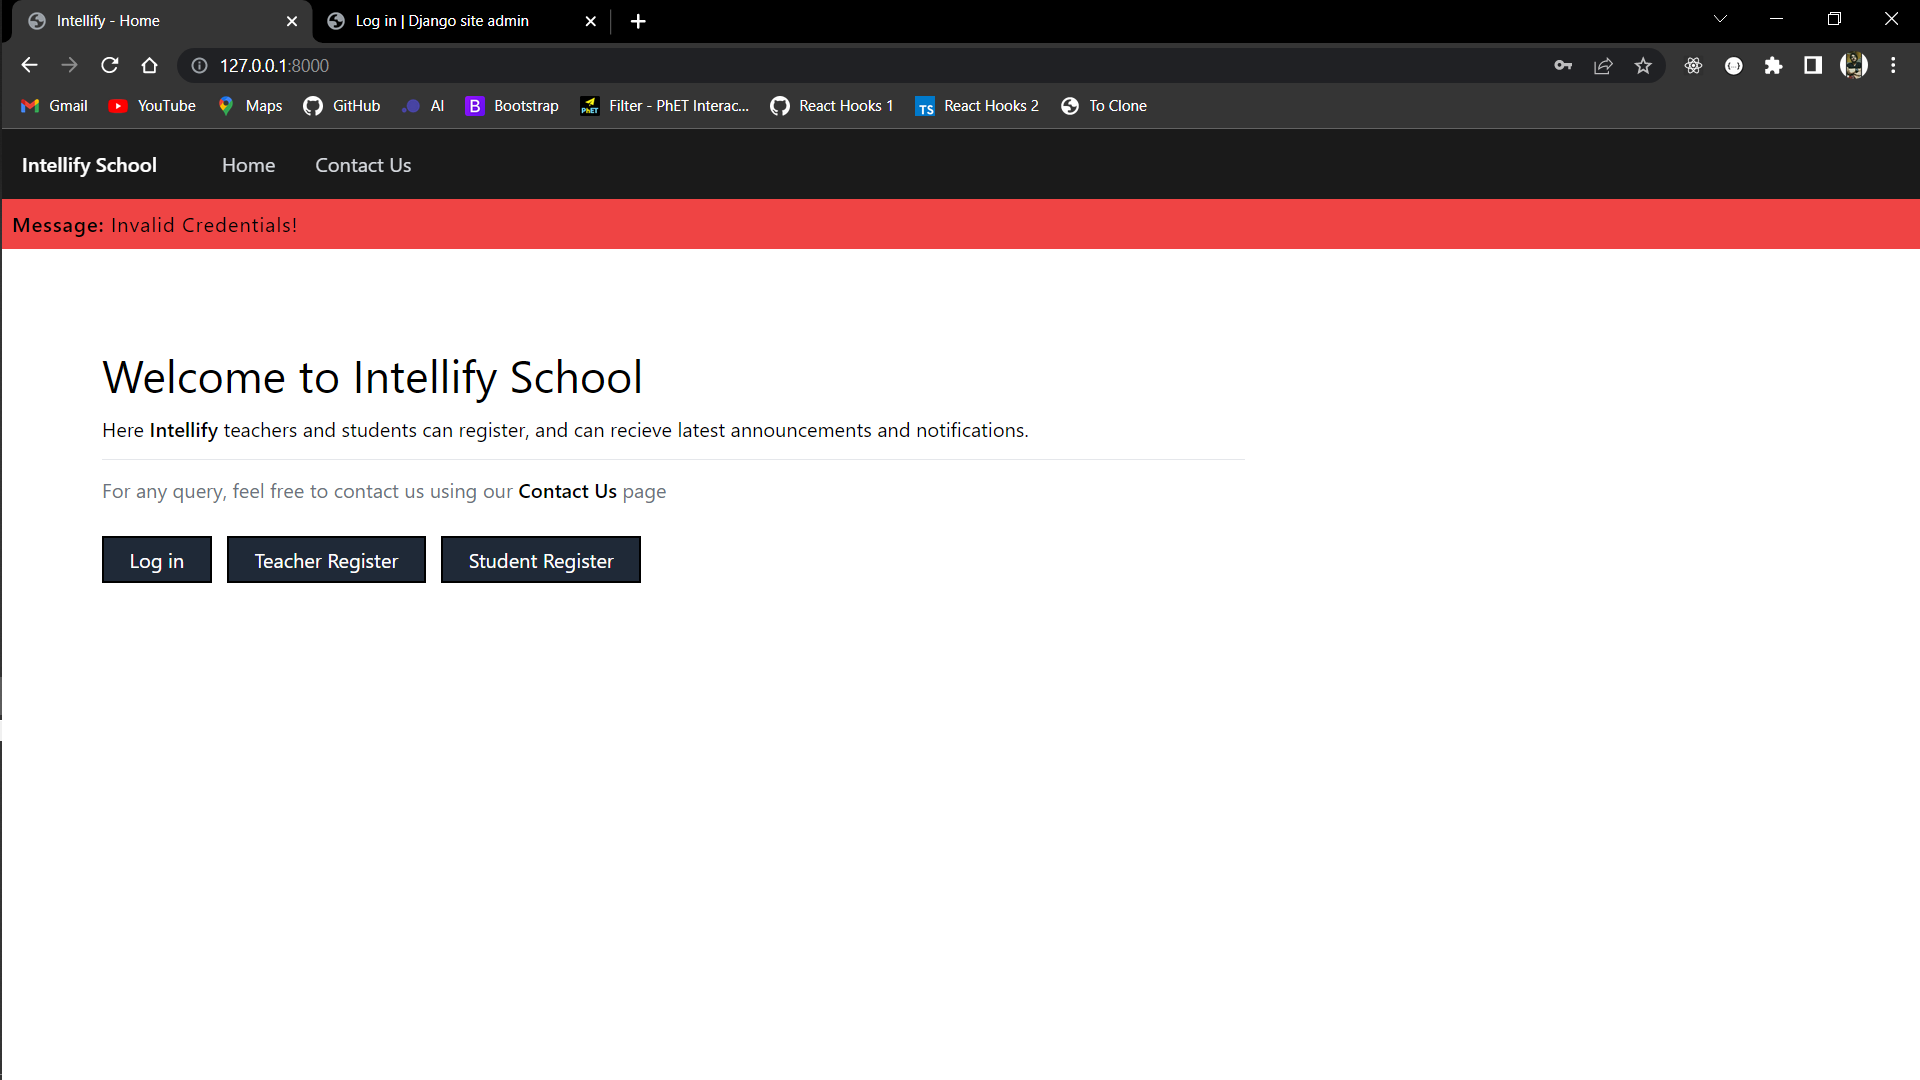 Intellify - Home
Log in | Django site admin
127.0.0.1:8000
Gmail YouTube Maps GitHub AI Bootstrap Filter - PhET Interac... React Hooks 1 React Hooks 2 To Clone
Intellify School Home Contact Us
Message: Invalid Credentials!
Welcome to Intellify School
Here Intellify teachers and students can register, and can recieve latest announcements and notifications.
For any query, feel free to contact us using our Contact Us page
Log in Teacher Register Student Register